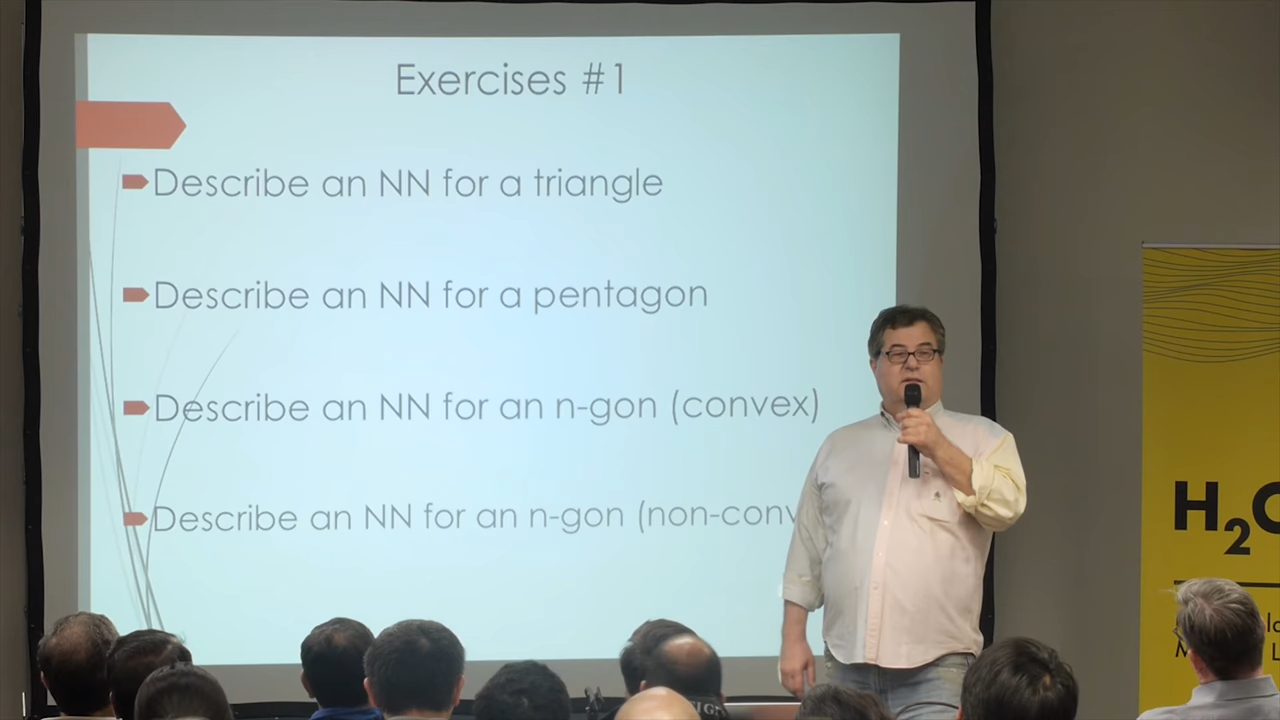 Exercises #1
Describe an NN for a triangle
Describe an NN for a pentagon
Describe an NN for an n-gon (convex)
Describe an NN for an n-gon (non-conv
H2O